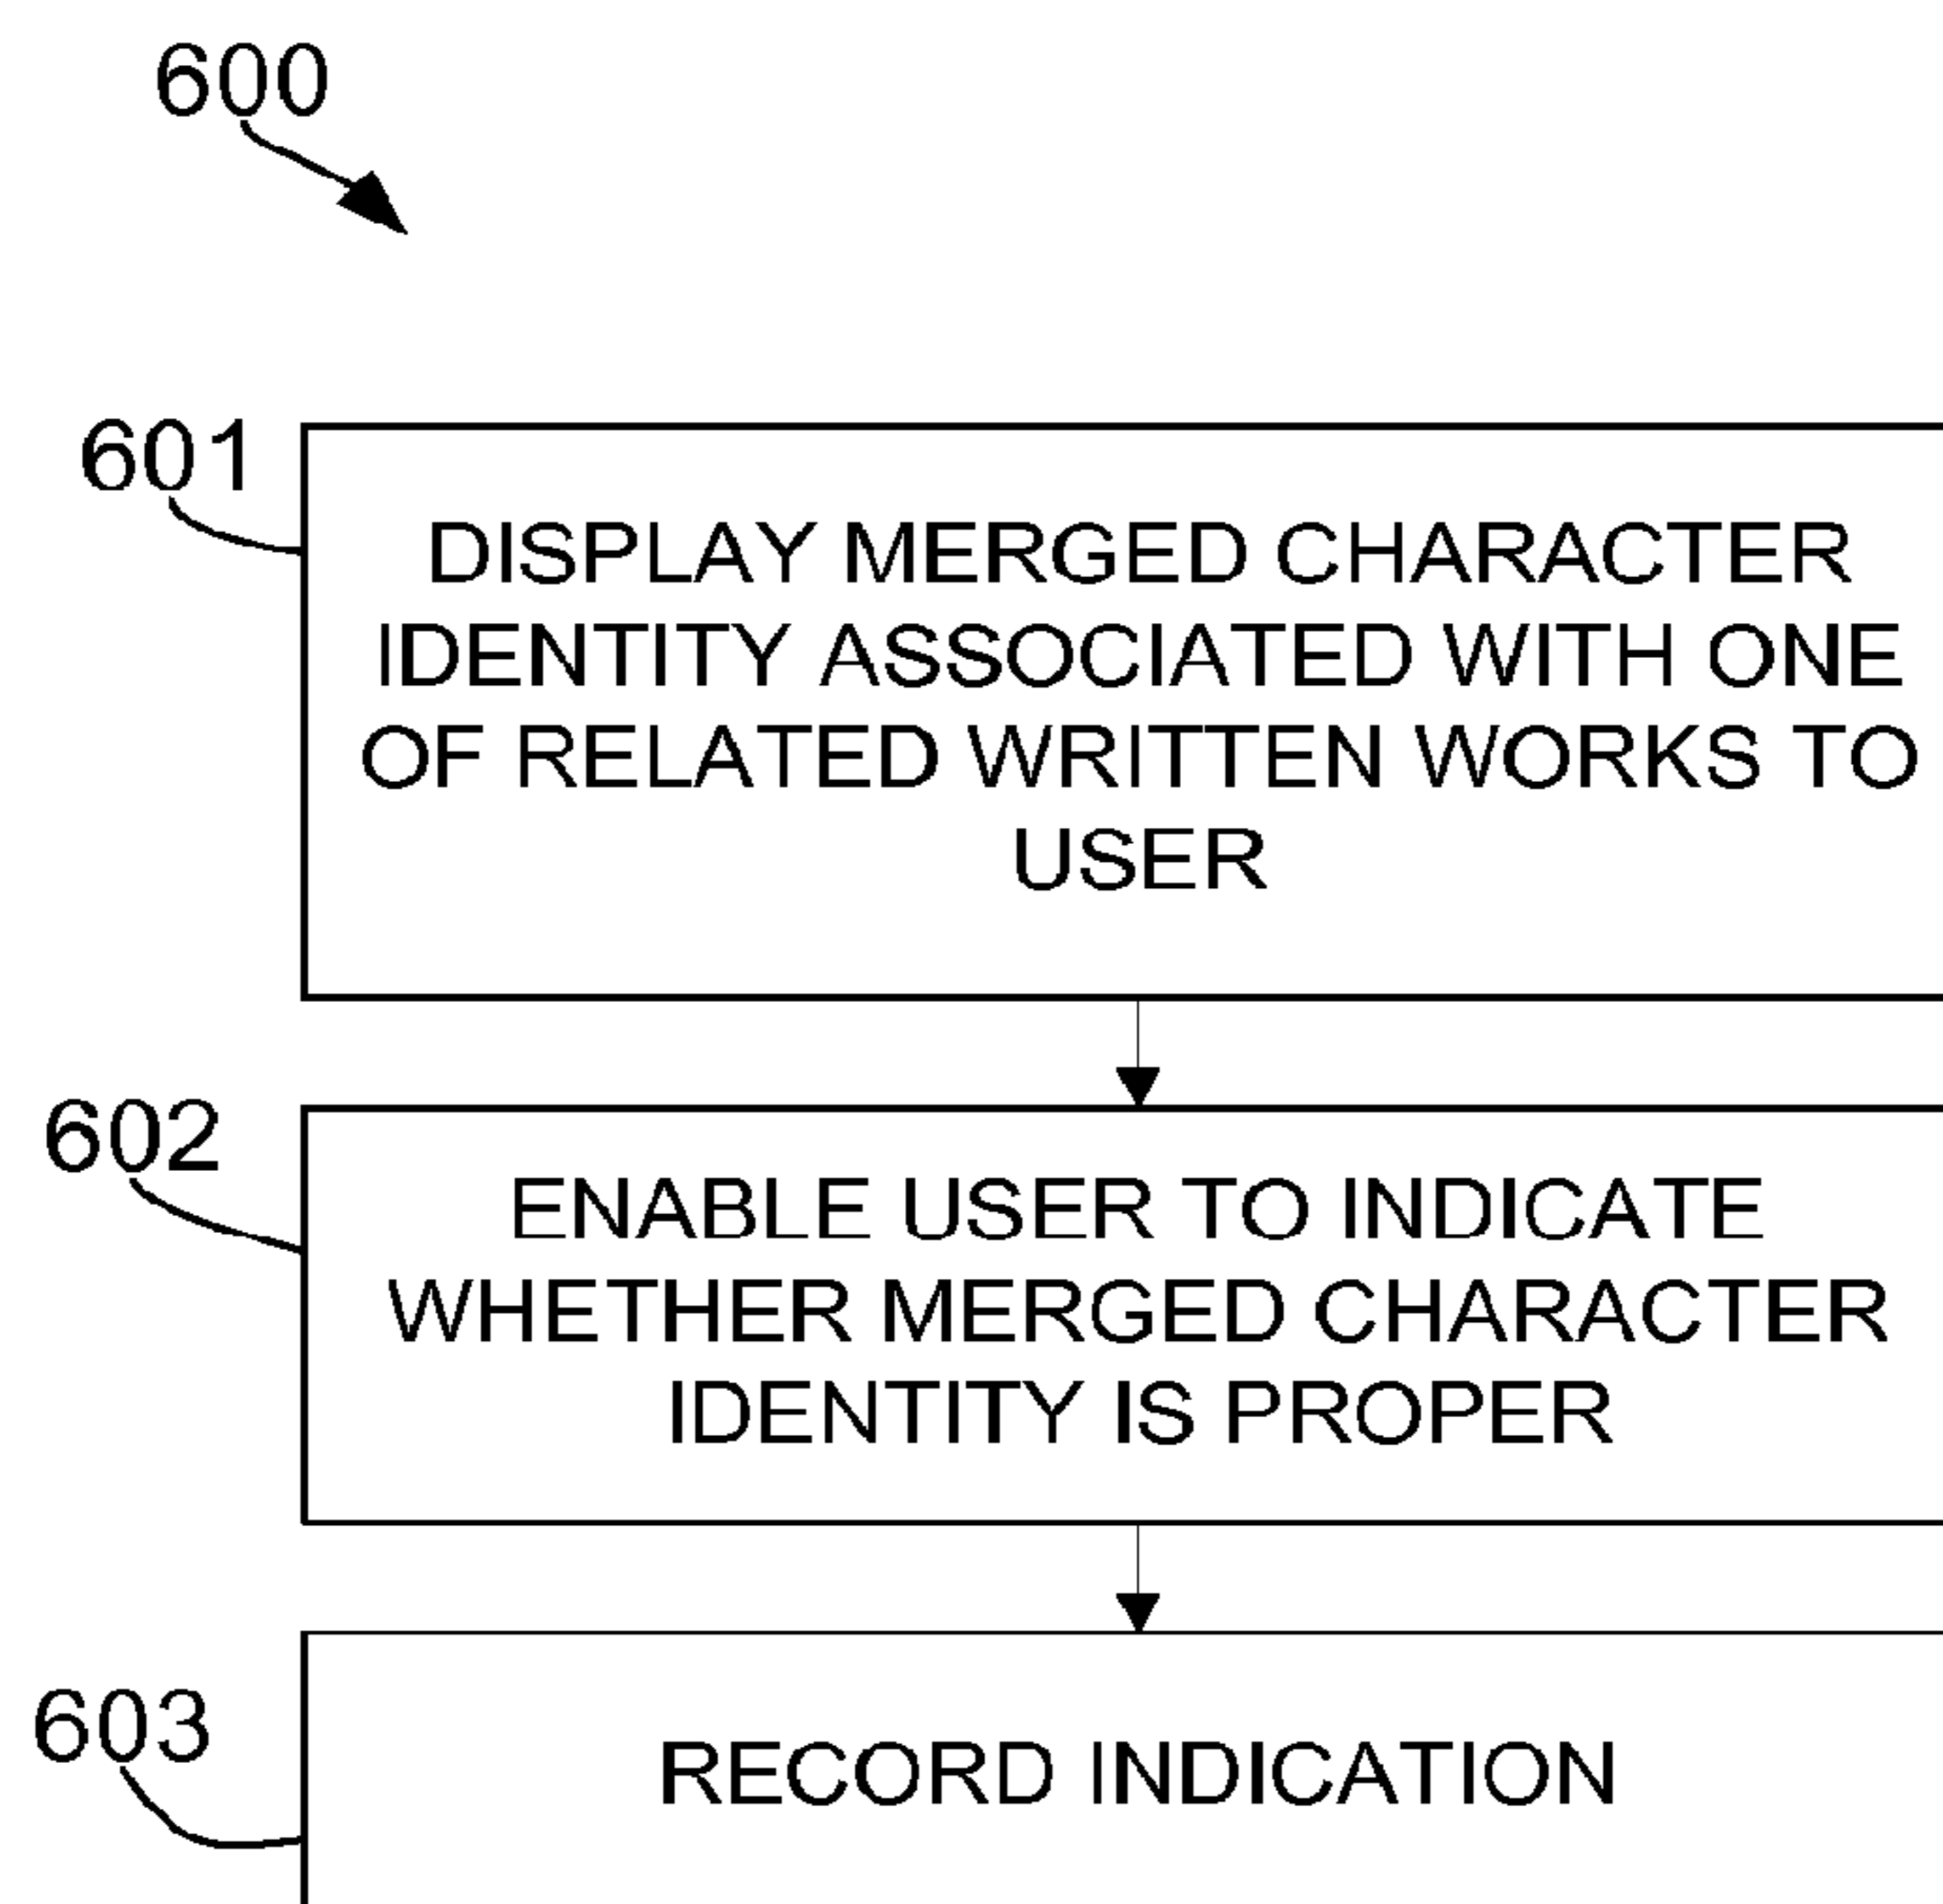 600
601
DISPLAY MERGED CHARACTER
IDENTITY ASSOCIATED WITH ONE
OF RELATED WRITTEN WORKS TO
USER
602
ENABLE USER TO INDICATE
WHETHER MERGED CHARACTER
IDENTITY IS PROPER
603
RECORD INDICATION